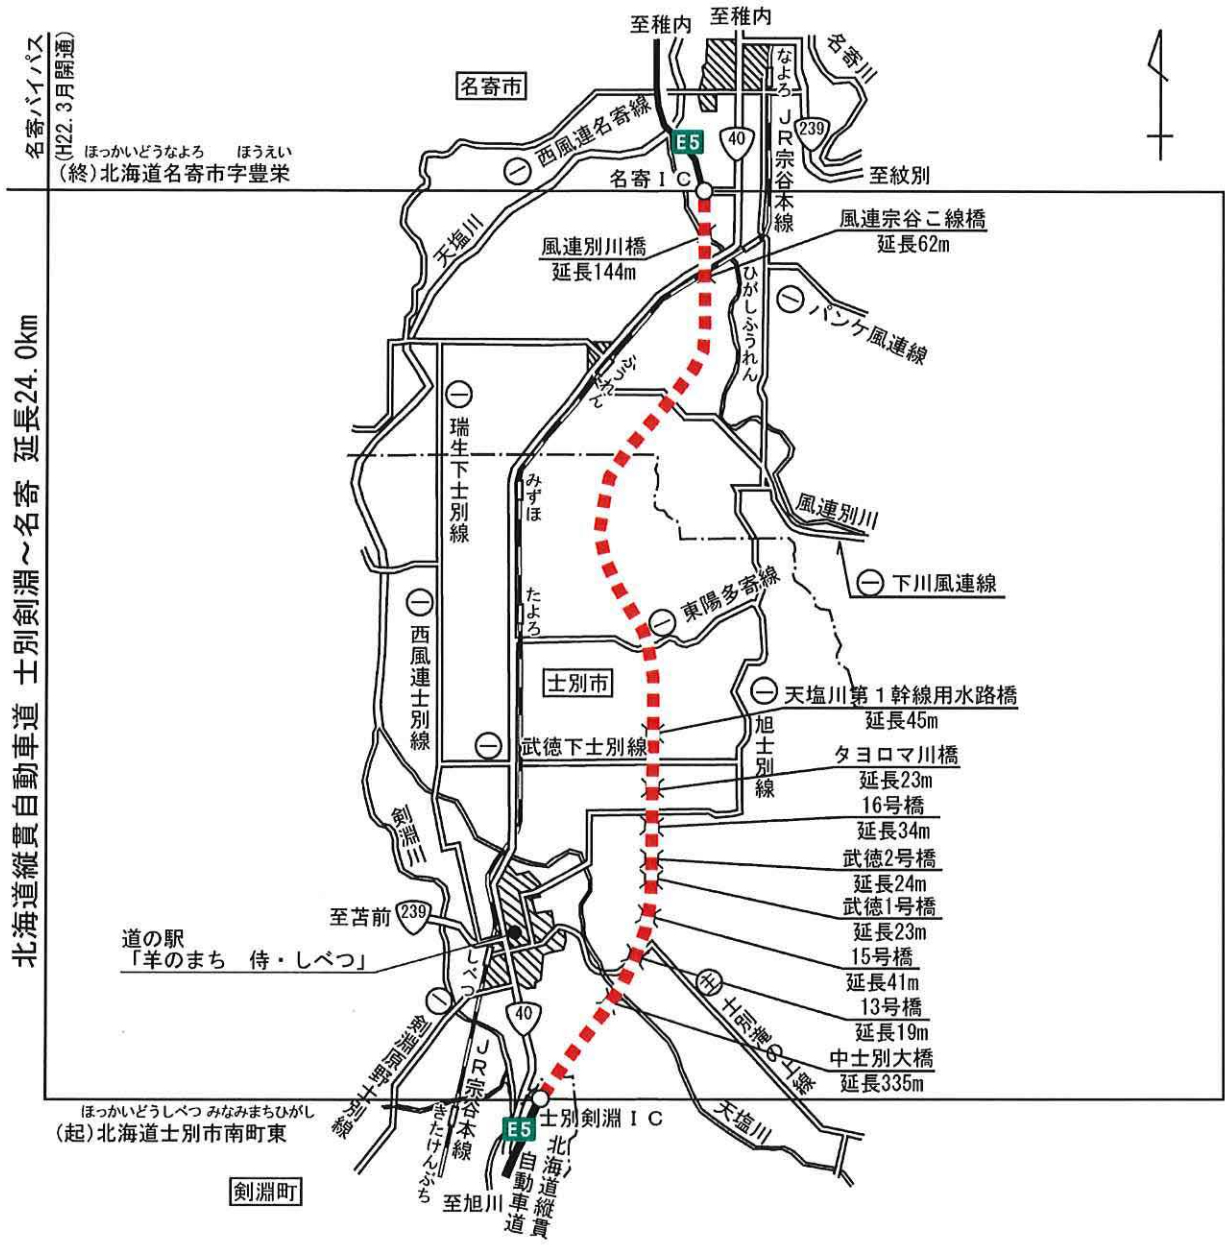 至稚内
至稚内
名寄バイパス
(H22. 3月開通)
名寄市
名寄川
なよろ
JR宗谷本線
西風連名寄線
E5
40
239
ほっかいどうなよろ ほうえい
(終)北海道名寄市字豊栄
名寄IC
至紋別
天塩川
風連別川橋
延長144m
風連宗谷こ線橋
延長62m
ひがしふうれん
パンケ風連線
ふうれん
瑞生下士別線
みずほ
風連別川
下川風連線
北海道縦貫自動車道 士別剣淵～名寄 延長24.0km
たよろ
東陽多寄線
西風連士別線
士別市
天塩川第1幹線用水路橋
延長45m
旭士別線
武徳下士別線
タヨロマ川橋
延長23m
16号橋
延長34m
剣淵川
武徳2号橋
延長24m
武徳1号橋
延長23m
至苫前
239
15号橋
延長41m
道の駅
「羊のまち 侍・しべつ」
しべつ
主
士別滝の上線
13号橋
延長19m
40
中士別大橋
延長335m
剣淵原野士別線
JR宗谷本線
きたけんぶち
ほっかいどうしべつ みなみまちひがし
(起)北海道士別市南町東
士別剣淵IC
E5
北海道縦貫
自動車道
天塩川
剣淵町
至旭川